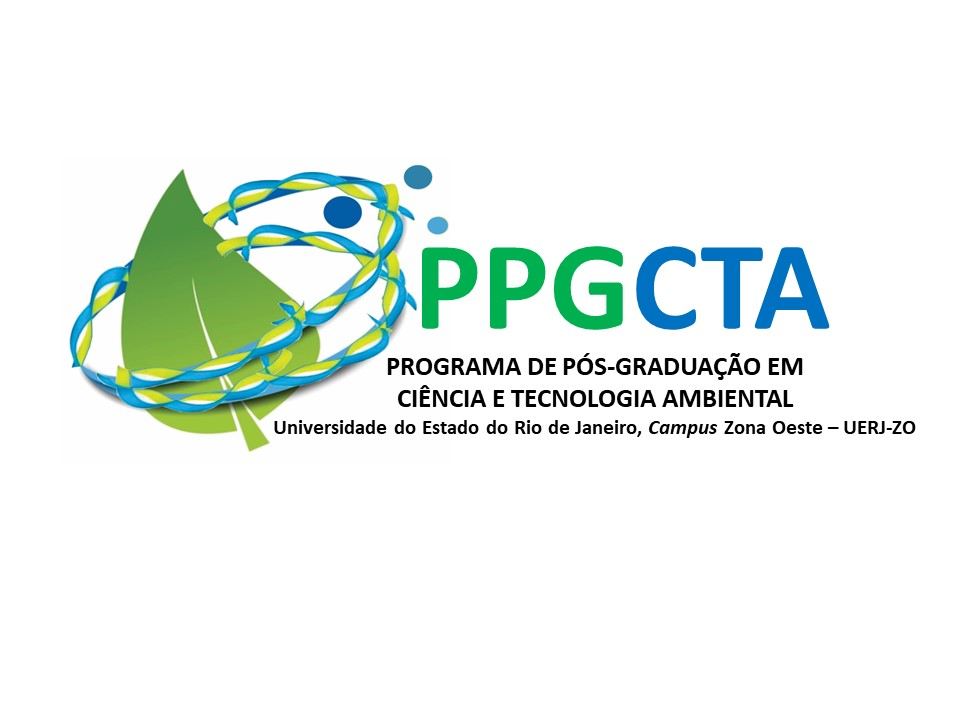 PPGCTA
PROGRAMA DE PÓS-GRADUAÇÃO EM
CIÊNCIA E TECNOLOGIA AMBIENTAL
Universidade do Estado do Rio de Janeiro, Campus Zona Oeste – UERJ-ZO